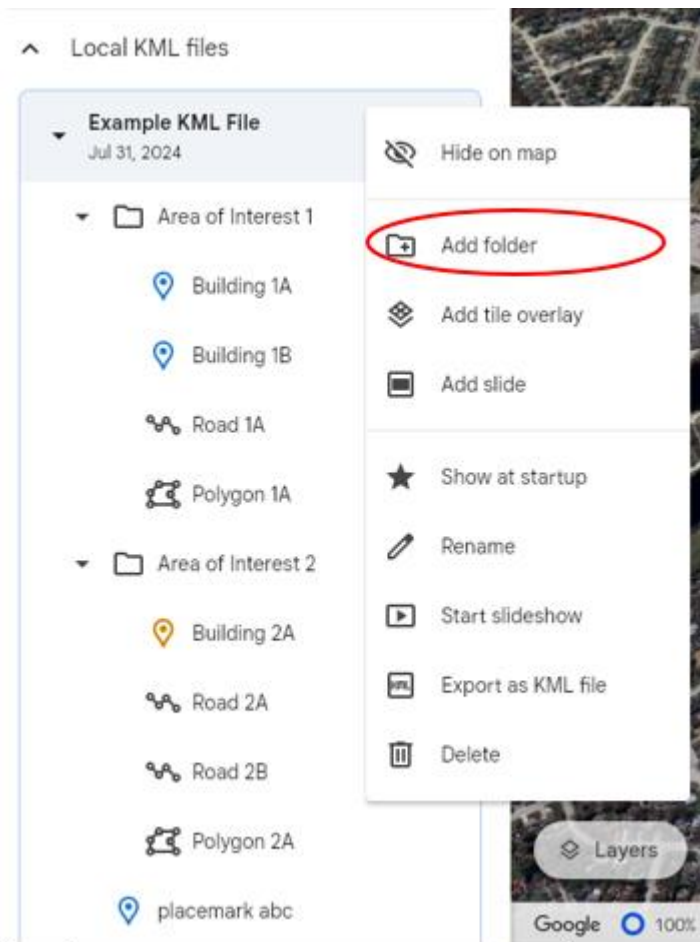 Local KML files
Example KML File
Jul 31, 2024
Area of Interest 1
Building 1A
Building 1B
Road 1A
Polygon 1A
Area of Interest 2
Building 2A
Road 2A
Road 2B
Polygon 2A
placemark abc
Hide on map
Add folder
Add tile overlay
Add slide
Show at startup
Rename
Start slideshow
KML Export as KML file
Delete
Layers
Google 100%